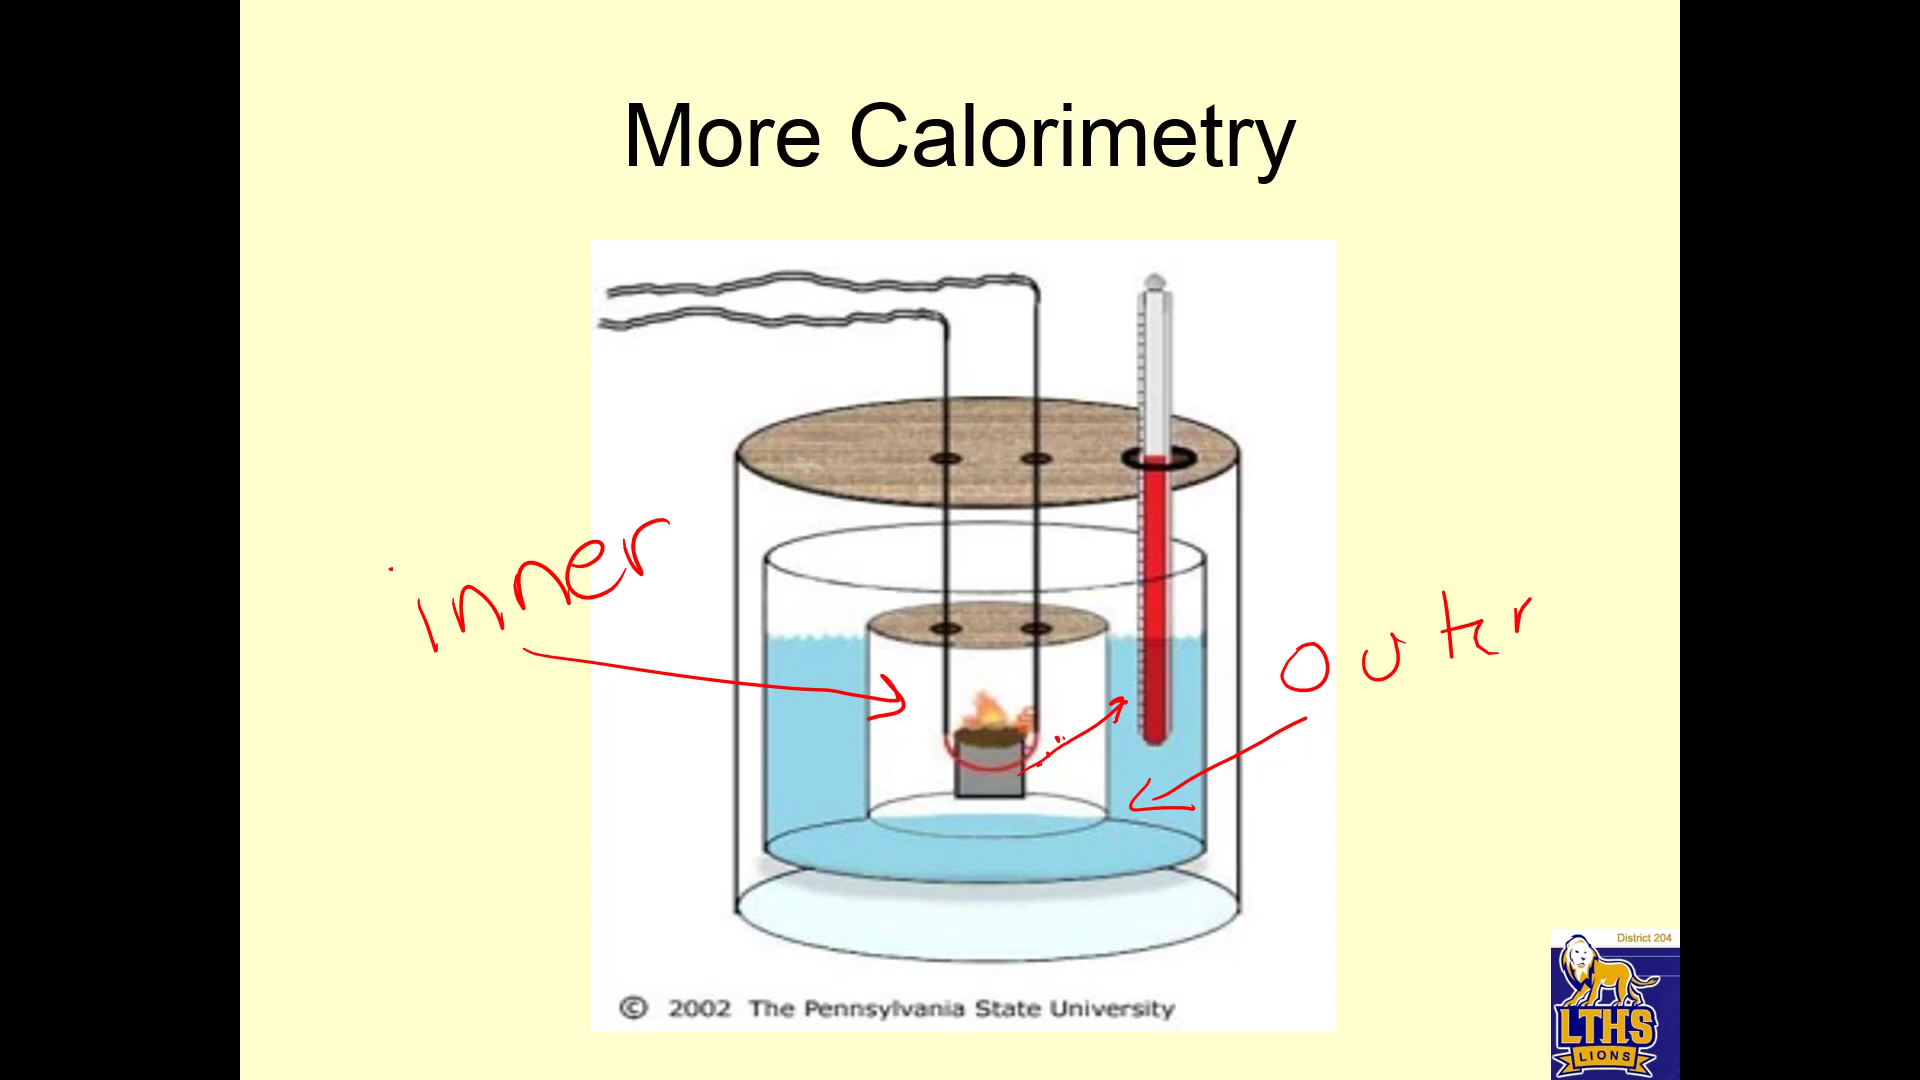 More Calorimetry
inner
outer
© 2002 The Pennsylvania State University
District 204
LTHS
LIONS